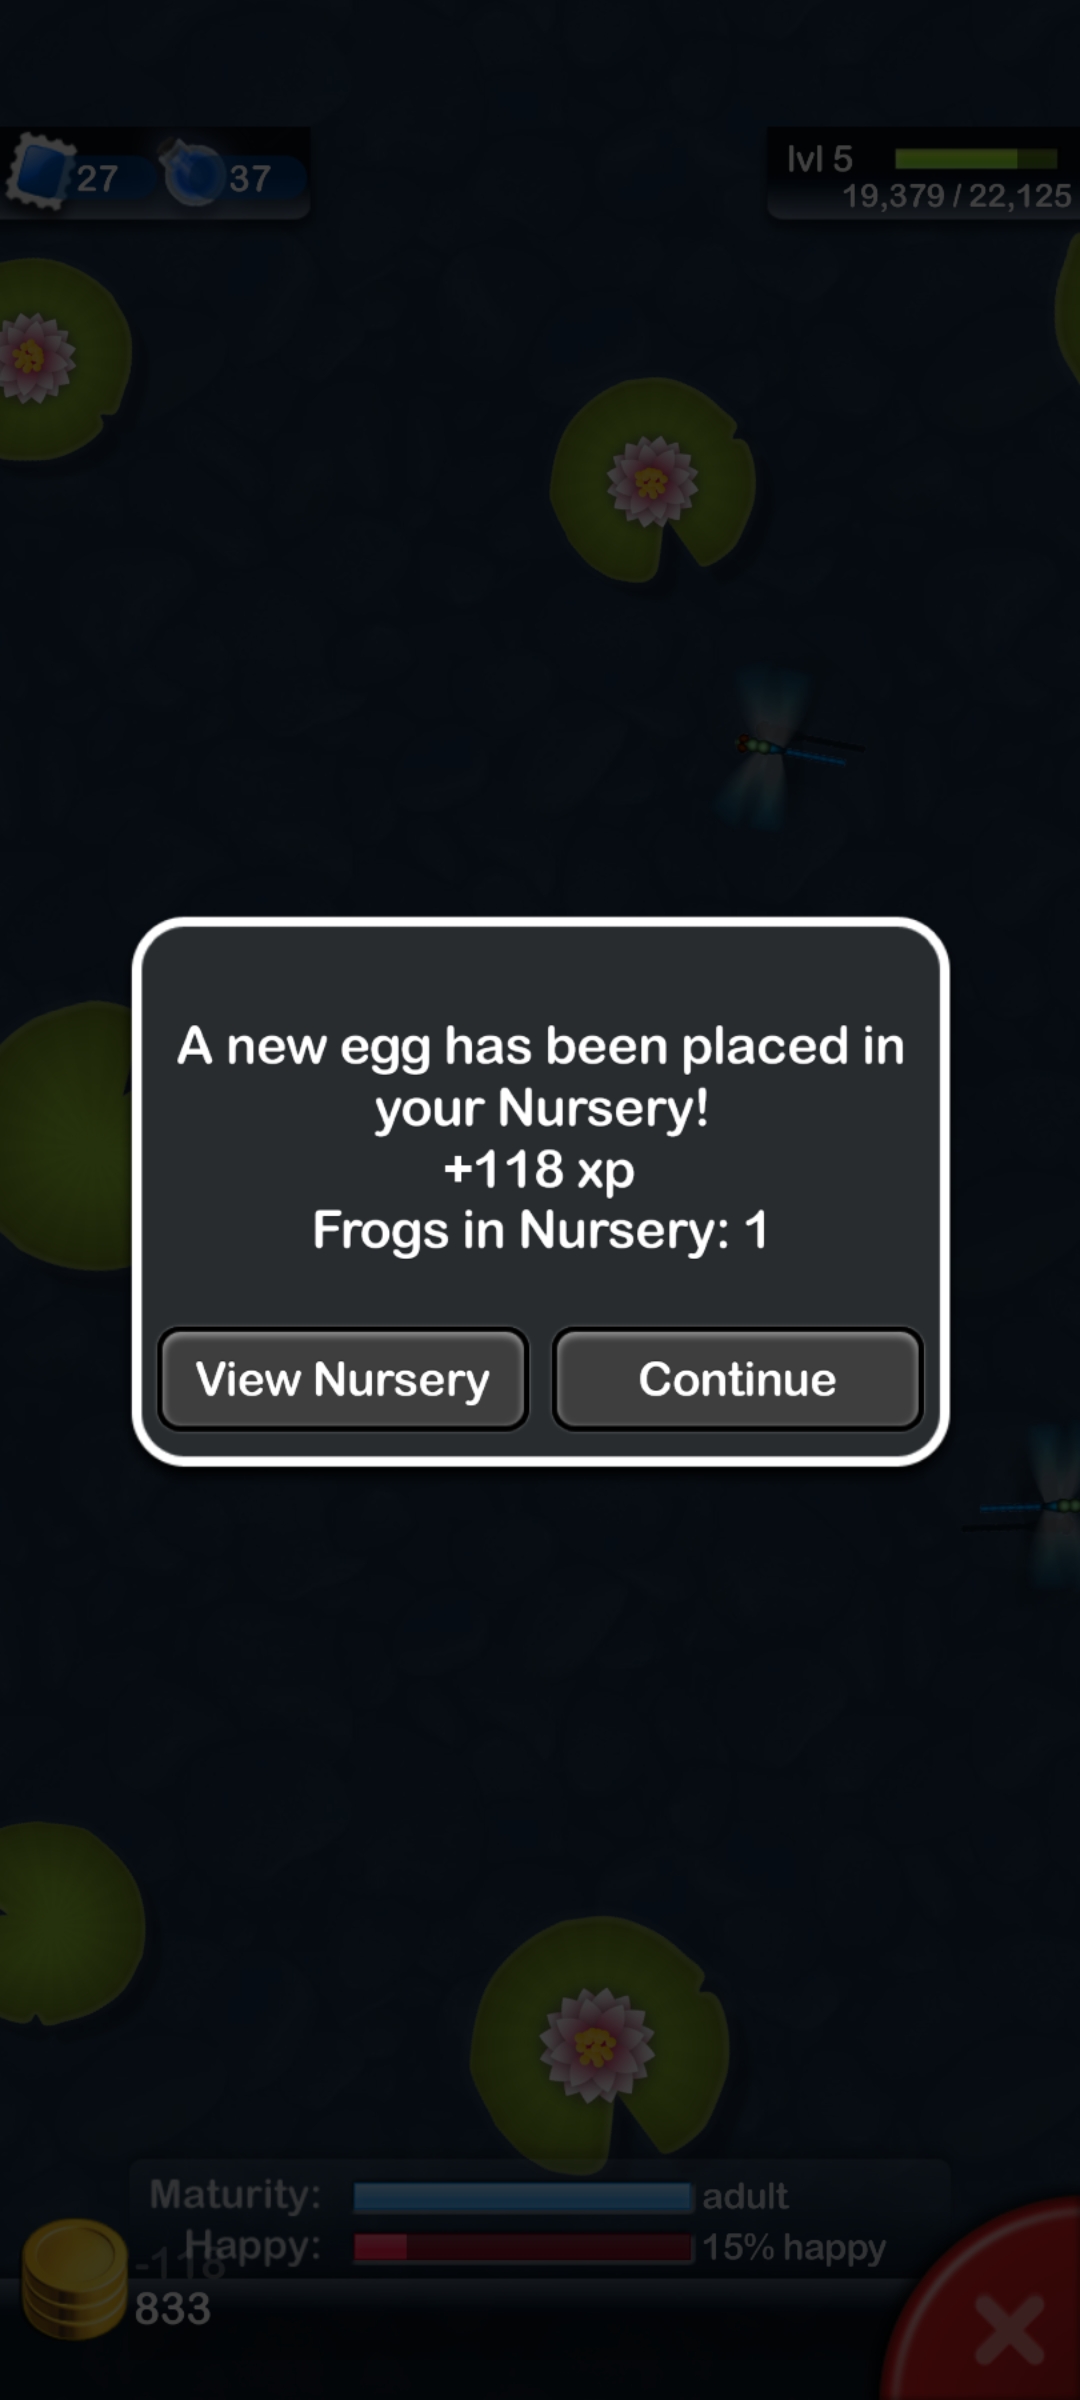 27
37
lvl 5
19,379 / 22,125
A new egg has been placed in
your Nursery!
+118 xp
Frogs in Nursery: 1
View Nursery
Continue
Maturity:
adult
Happy:
15% happy
-118
833